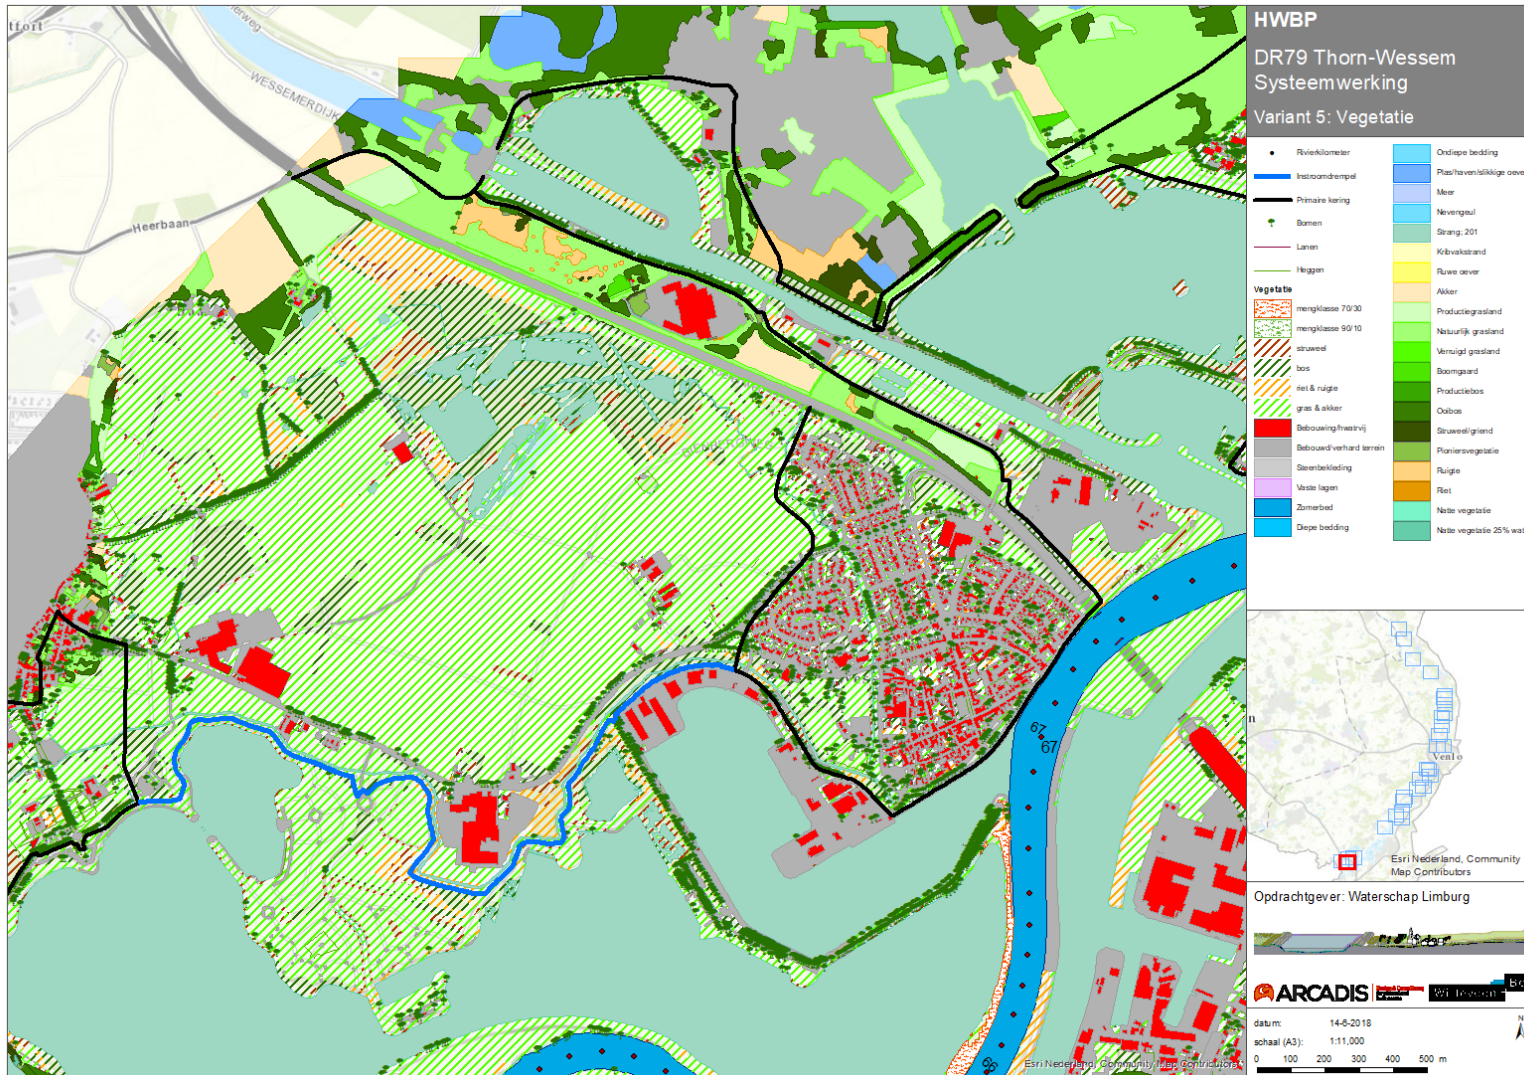 tfort
WESSEMERDIJK
Heerbaan
67
67
66
Esri Nederland, Community Map Contributors
HWBP
DR79 Thorn-Wessem
Systeemwerking
Variant 5: Vegetatie
Rivierkilometer
Instroomdrempel
Primaire kering
Bomen
Lanen
Heggen
Vegetatie
mengklasse 70/30
mengklasse 90/10
struweel
bos
riet & ruigte
gras & akker
Bebouwing/hwatvrij
Bebouwd/verhard terrein
Steenbekleding
Vaste lagen
Zomerbed
Diepe bedding
Ondiepe bedding
Plas/haven/slikkige oeve
Meer
Nevengeul
Strang; 201
Kribvakstrand
Ruwe oever
Akker
Productiegrasland
Natuurlijk grasland
Verruigd grasland
Boomgaard
Productiebos
Ooibos
Struweel/griend
Pioniersvegetatie
Ruigte
Riet
Natte vegetatie
Natte vegetatie 25% wat
n
Venlo
Esri Nederland, Community
Map Contributors
Opdrachtgever: Waterschap Limburg
ARCADIS
Witteveen
Bo
datum: 14-6-2018
N
schaal (A3): 1:11,000
0 100 200 300 400 500 m